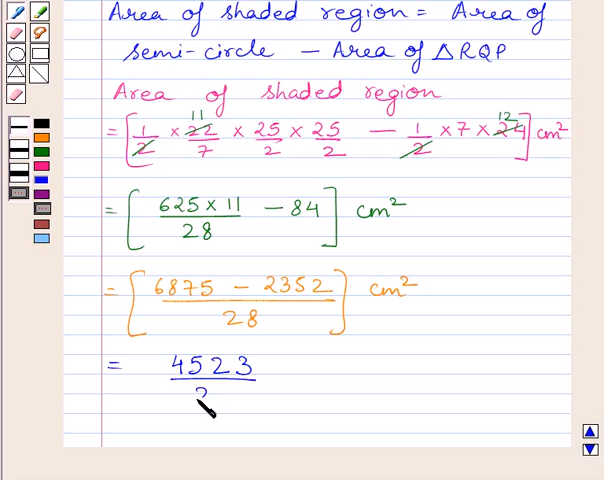 Area of shaded region = Area of
semi-circle - Area of △RQP
Area of shaded region
= [1/2 × 22/7 × 25/2 × 25/2 - 1/2 × 7 × 24] cm²
11 12
= [(625 × 11)/28 - 84] cm²
= [(6875 - 2352)/28] cm²
= 4523/2